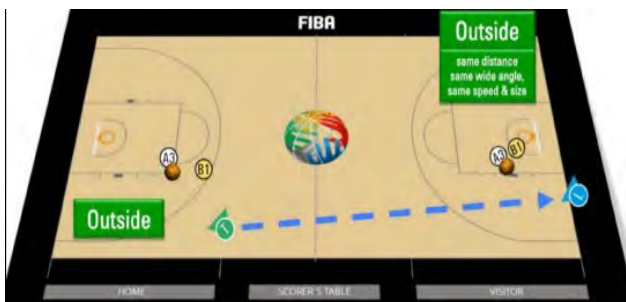 FIBA
Outside
same distance
same wide angle,
same speed & size
A3
B1
A3
B1
Outside
T
L
HOME
SCORER'S TABLE
VISITOR